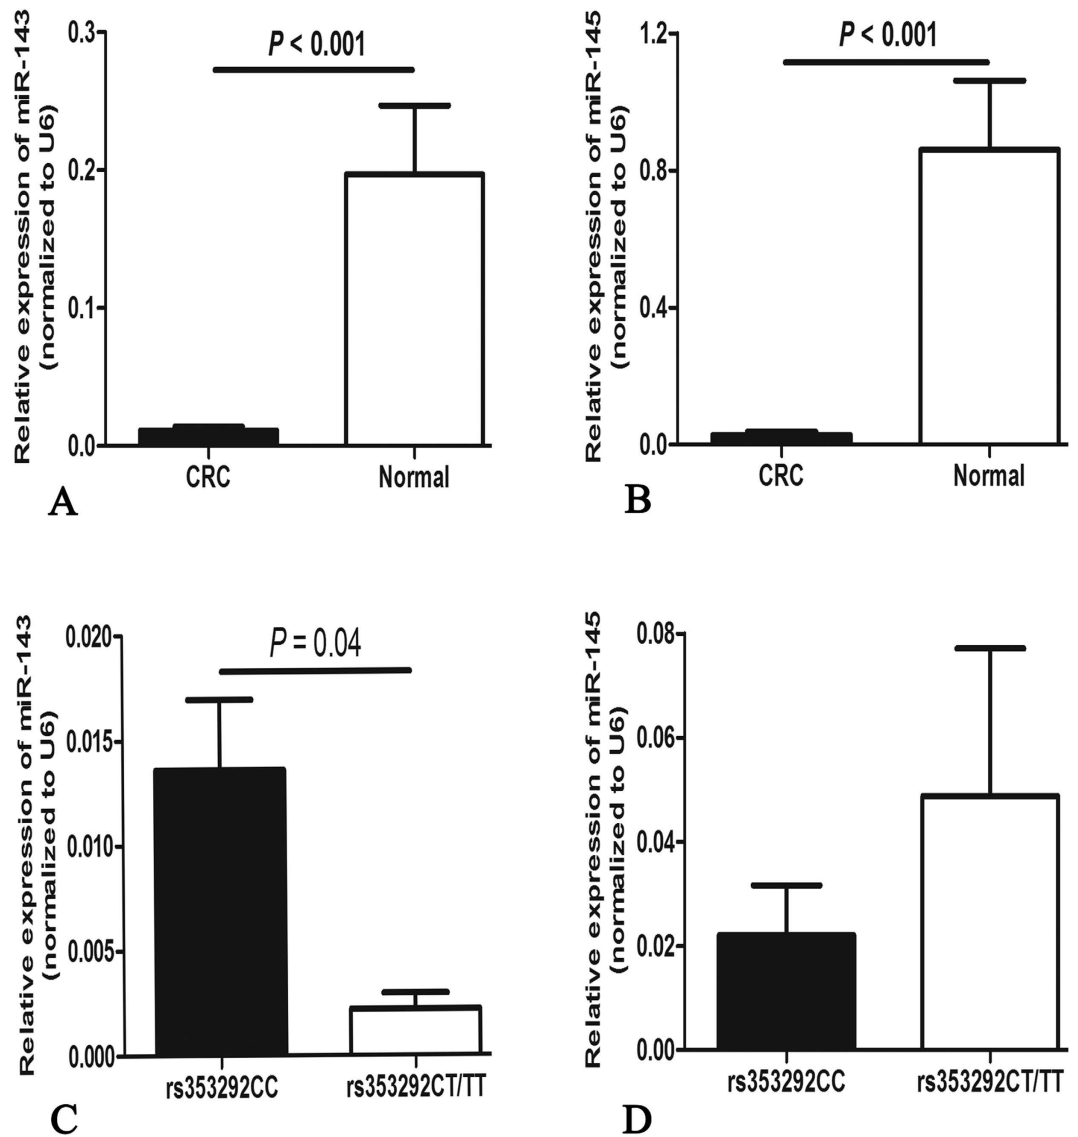 Relative expression of miR-143
(normalized to U6)
0.3
0.2
0.1
0.0
P < 0.001
CRC
Normal
A
Relative expression of miR-145
(normalized to U6)
1.2
0.8
0.4
0.0
P < 0.001
CRC
Normal
B
Relative expression of miR-143
(normalized to U6)
0.020
0.015
0.010
0.005
0.000
P = 0.04
rs353292CC
rs353292CT/TT
C
Relative expression of miR-145
(normalized to U6)
0.08
0.06
0.04
0.02
0.00
rs353292CC
rs353292CT/TT
D